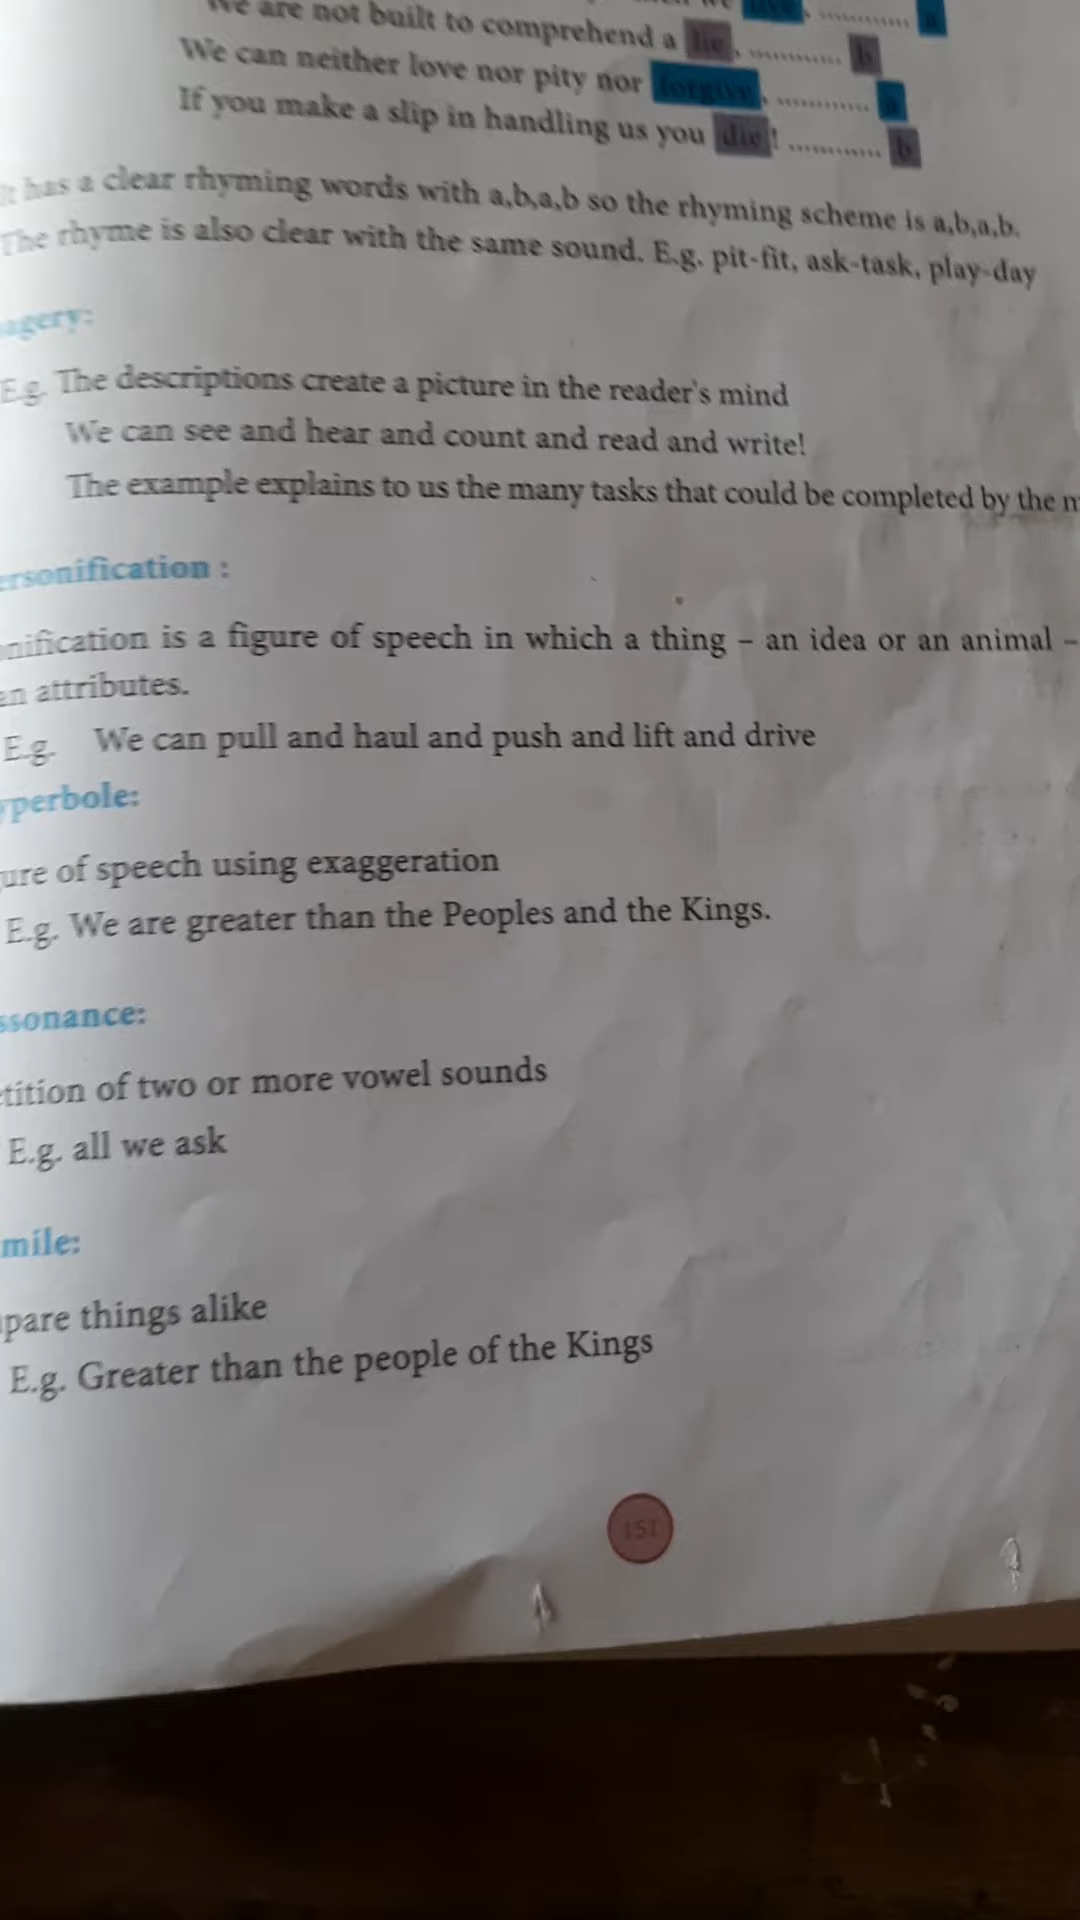 We are not built to comprehend a lie, ............ b
We can neither love nor pity nor forgive, ............ a
If you make a slip in handling us you die! ............ b
It has a clear rhyming words with a,b,a,b so the rhyming scheme is a,b,a,b.
The rhyme is also clear with the same sound. E.g. pit-fit, ask-task, play-day
agery:
E.g. The descriptions create a picture in the reader's mind
We can see and hear and count and read and write!
The example explains to us the many tasks that could be completed by the m
ersonification :
nification is a figure of speech in which a thing – an idea or an animal –
an attributes.
E.g. We can pull and haul and push and lift and drive
yperbole:
ure of speech using exaggeration
E.g. We are greater than the Peoples and the Kings.
ssonance:
etition of two or more vowel sounds
E.g. all we ask
mile:
pare things alike
E.g. Greater than the people of the Kings
151